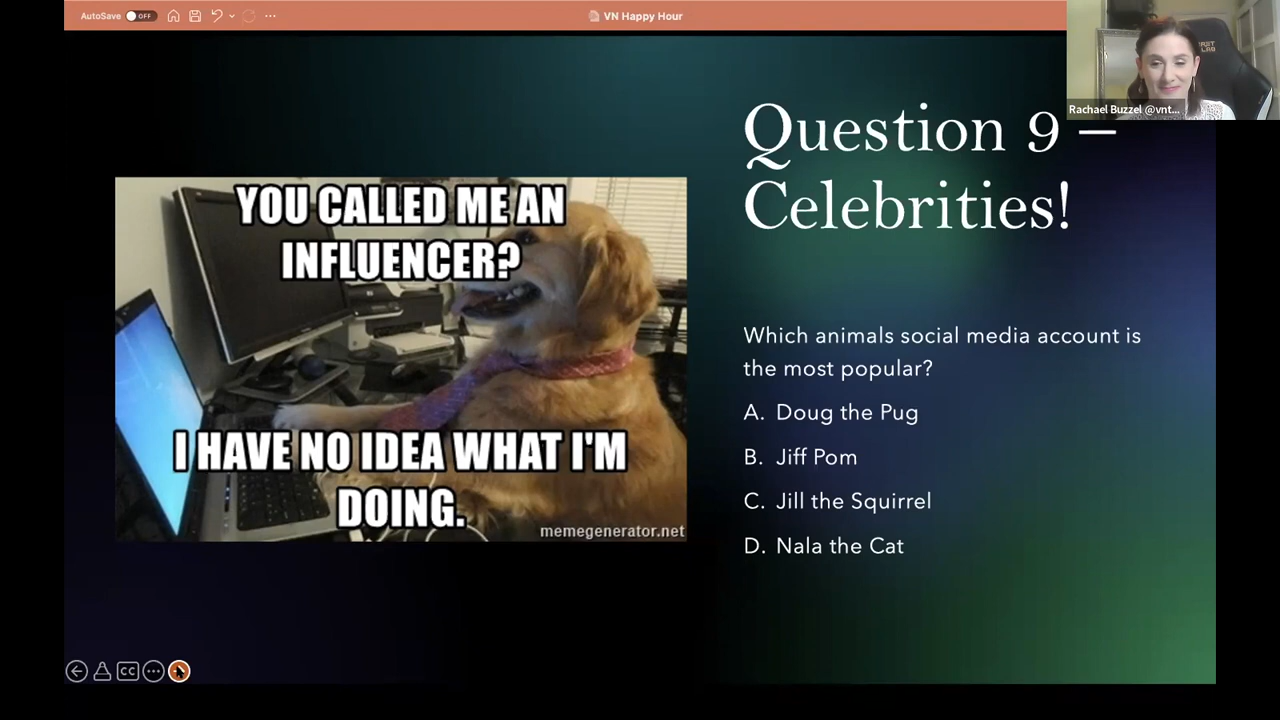 AutoSave OFF
VN Happy Hour
Rachael Buzzel @vnt...
Question 9 –
Celebrities!
YOU CALLED ME AN
INFLUENCER?
I HAVE NO IDEA WHAT I'M
DOING.
memegenerator.net
Which animals social media account is
the most popular?
A. Doug the Pug
B. Jiff Pom
C. Jill the Squirrel
D. Nala the Cat
CC